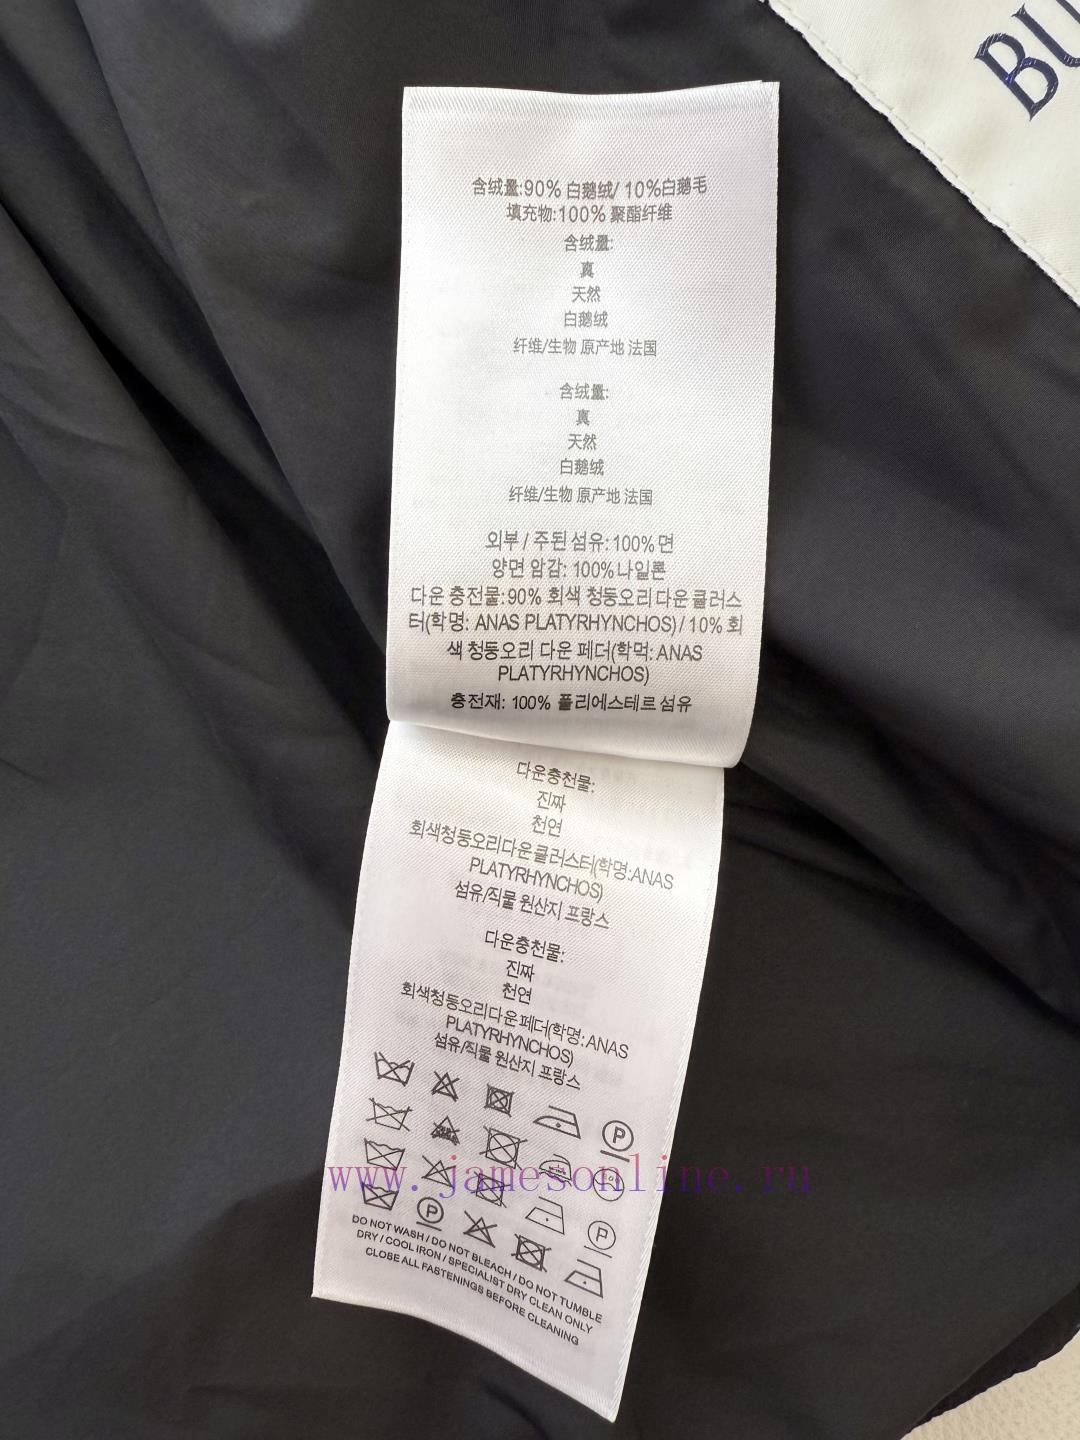 BU
含绒量:90% 白鹅绒/ 10%白鹅毛
填充物:100% 聚酯纤维
含绒量:
真
天然
白鹅绒
纤维/生物 原产地 法国
含绒量:
真
天然
白鹅绒
纤维/生物 原产地 法国
외부 / 주된 섬유: 100% 면
양면 암감: 100% 나일론
다운 충전물:90% 회색 청둥오리 다운 클러스
터(학명: ANAS PLATYRHYNCHOS) / 10% 회
색 청둥오리 다운 페더(학먹: ANAS
PLATYRHYNCHOS)
충전재: 100% 폴리에스테르 섬유
다운충천물:
진짜
천연
회색청둥오리다운클러스터(학명:ANAS
PLATYRHYNCHOS)
섬유/직물 원산지 프랑스
다운충천물:
진짜
천연
회색청둥오리다운페더(학명:ANAS
PLATYRHYNCHOS)
섬유/직물 원산지 프랑스
P
www.jamesonline.ru
P
P
DO NOT WASH / DO NOT BLEACH / DO NOT TUMBLE
DRY / COOL IRON / SPECIALIST DRY CLEAN ONLY
CLOSE ALL FASTENINGS BEFORE CLEANING